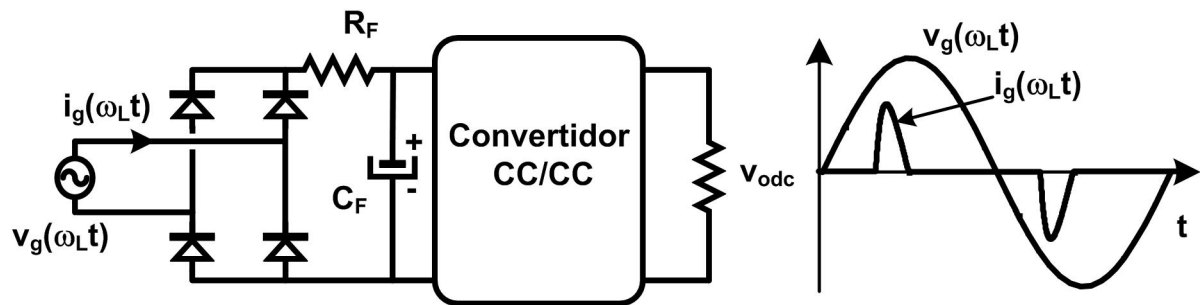 R_F
i_g(ω_Lt)
v_g(ω_Lt)
+
-
C_F
Convertidor
CC/CC
v_odc
v_g(ω_Lt)
i_g(ω_Lt)
t